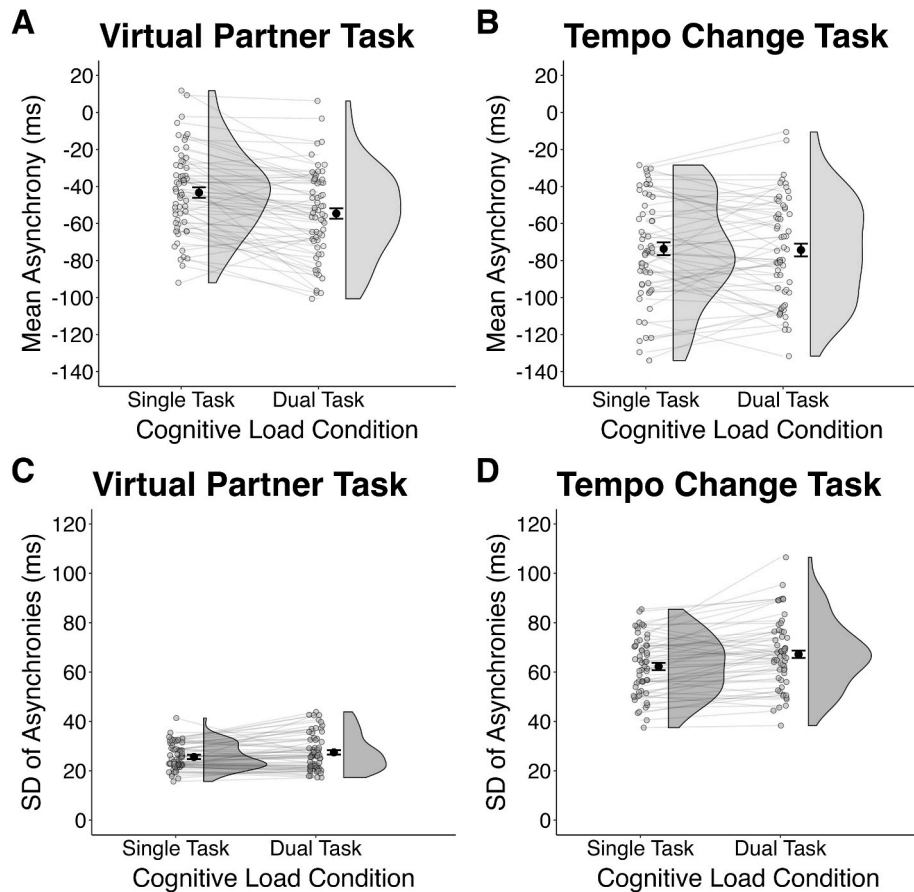 A Virtual Partner Task
Mean Asynchrony (ms)
20
0
-20
-40
-60
-80
-100
-120
-140
Single Task Dual Task
Cognitive Load Condition
B Tempo Change Task
Mean Asynchrony (ms)
20
0
-20
-40
-60
-80
-100
-120
-140
Single Task Dual Task
Cognitive Load Condition
C Virtual Partner Task
SD of Asynchronies (ms)
120
100
80
60
40
20
0
Single Task Dual Task
Cognitive Load Condition
D Tempo Change Task
SD of Asynchronies (ms)
120
100
80
60
40
20
0
Single Task Dual Task
Cognitive Load Condition